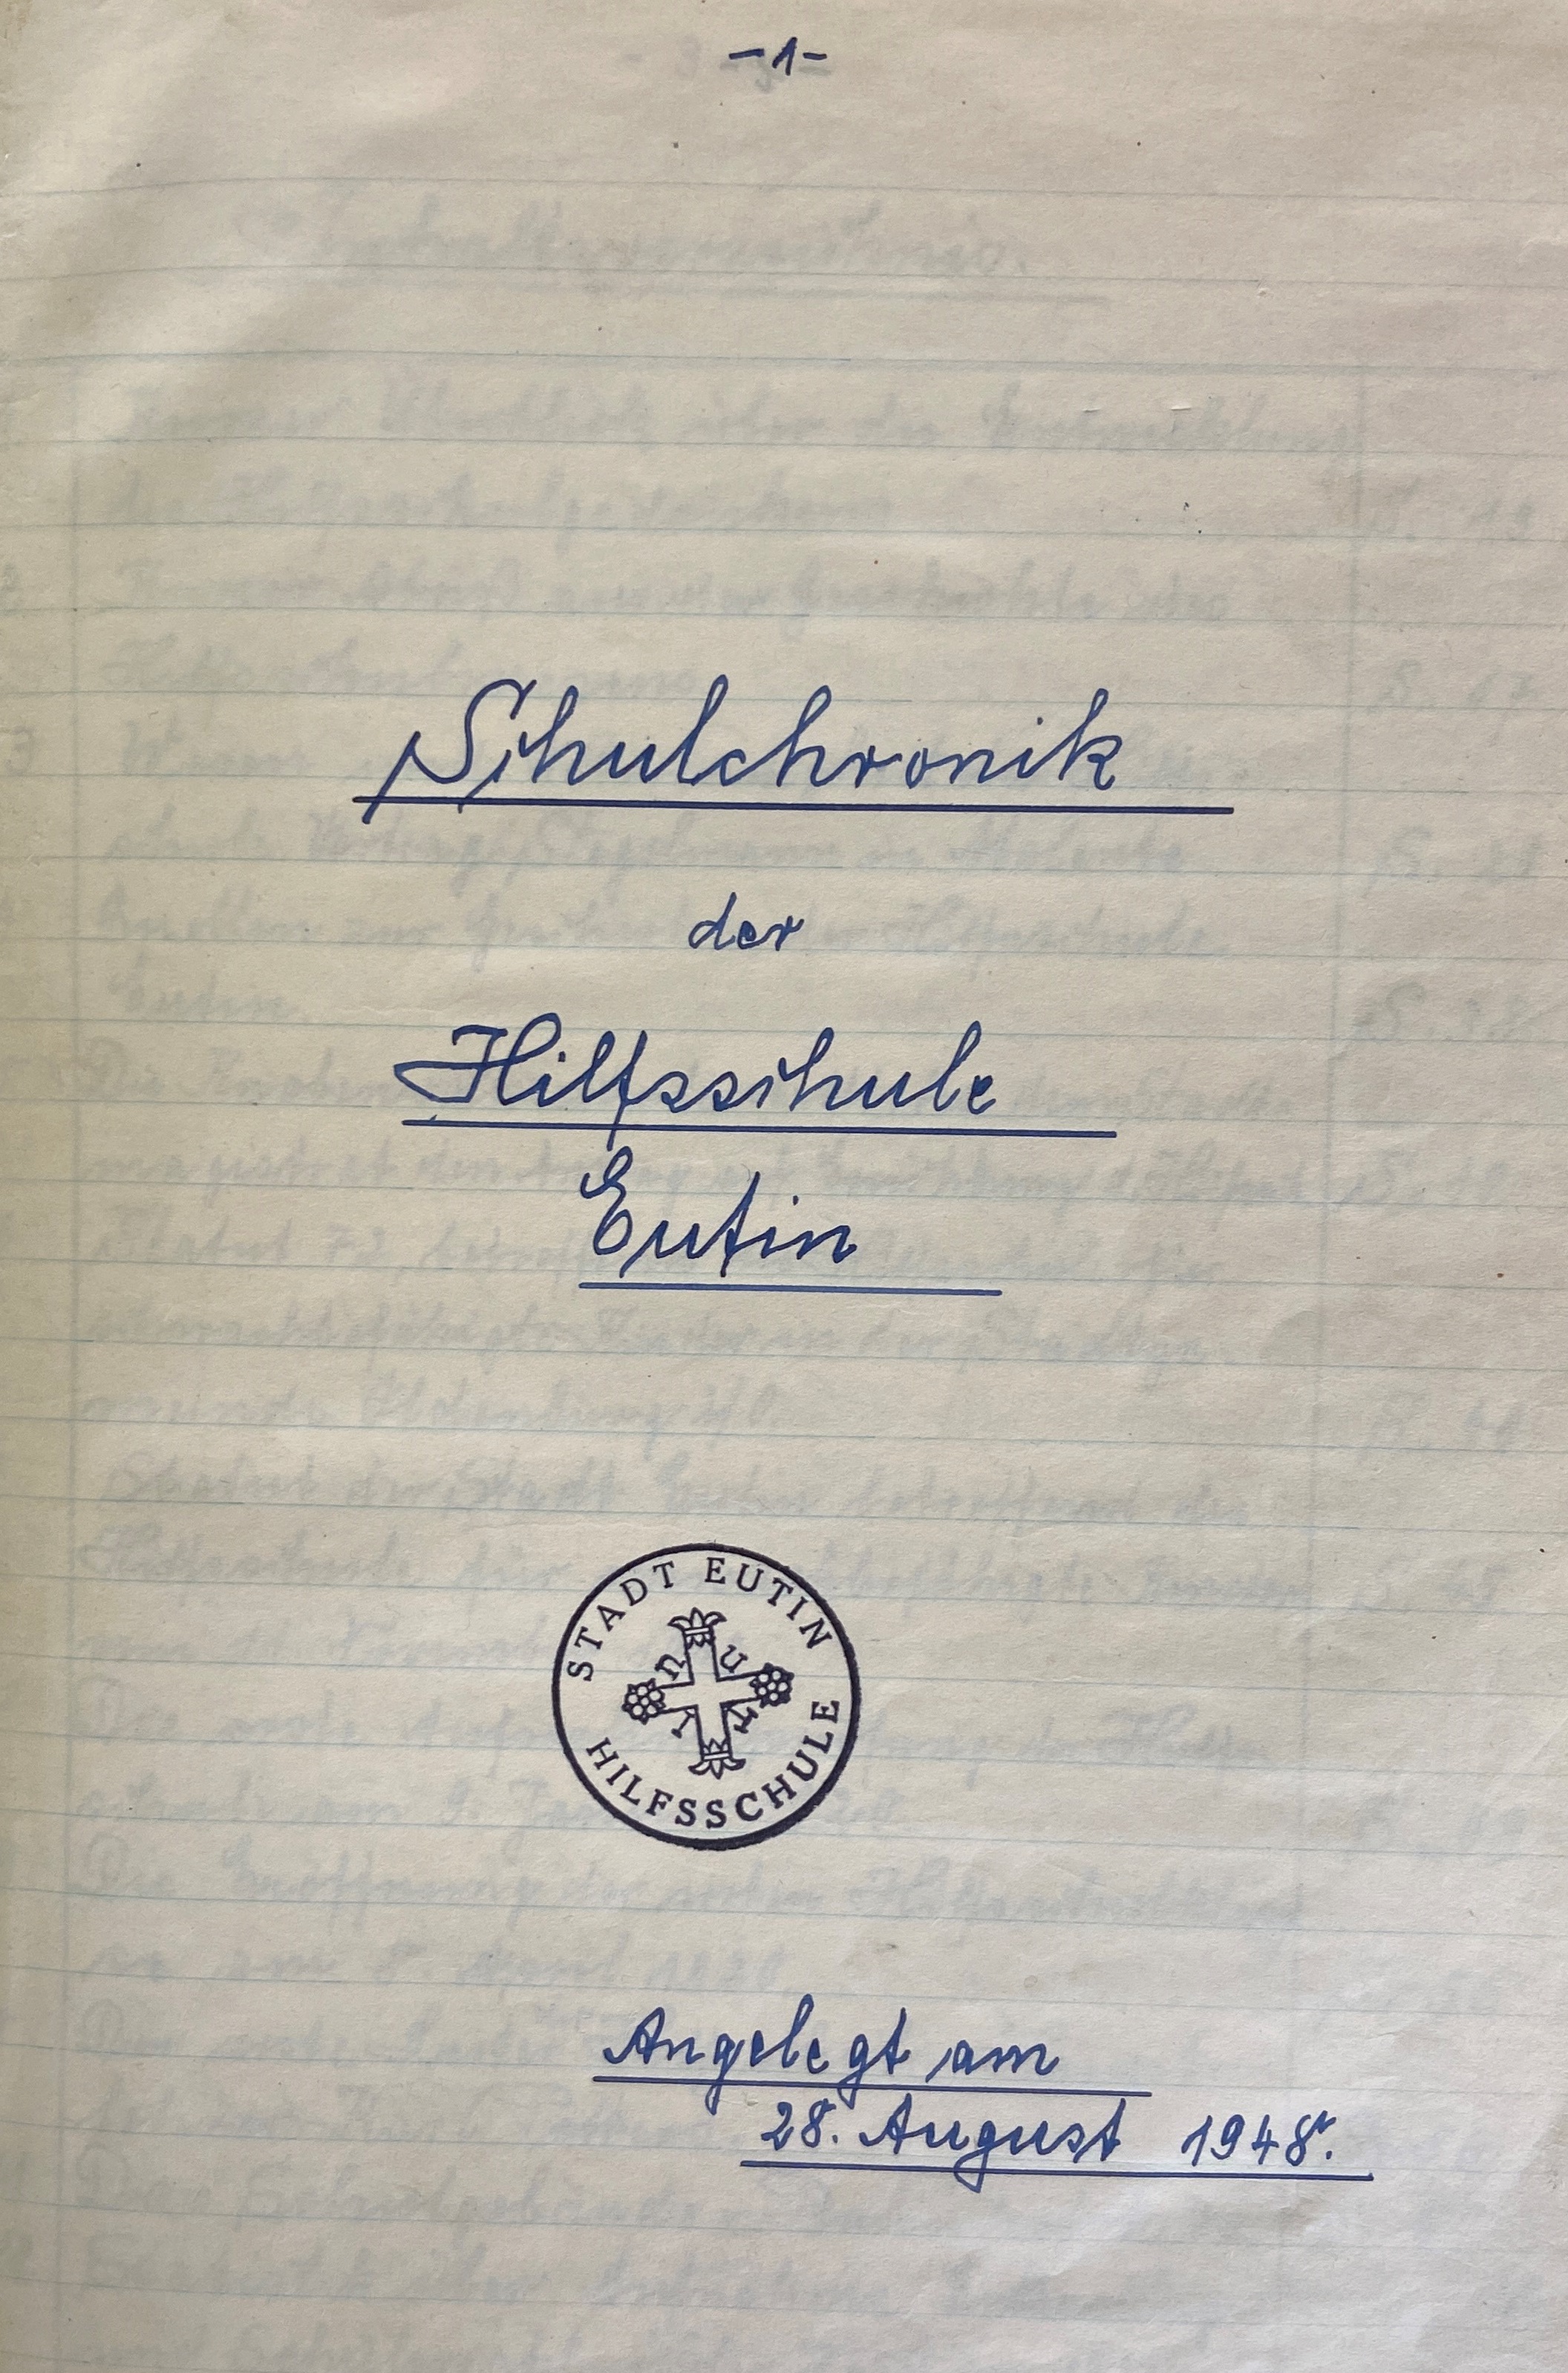 -1-
Schulchronik
der
Hilfsschule
Eutin
STADT EUTIN
HILFSSCHULE
Angelegt am
28. August 1948.